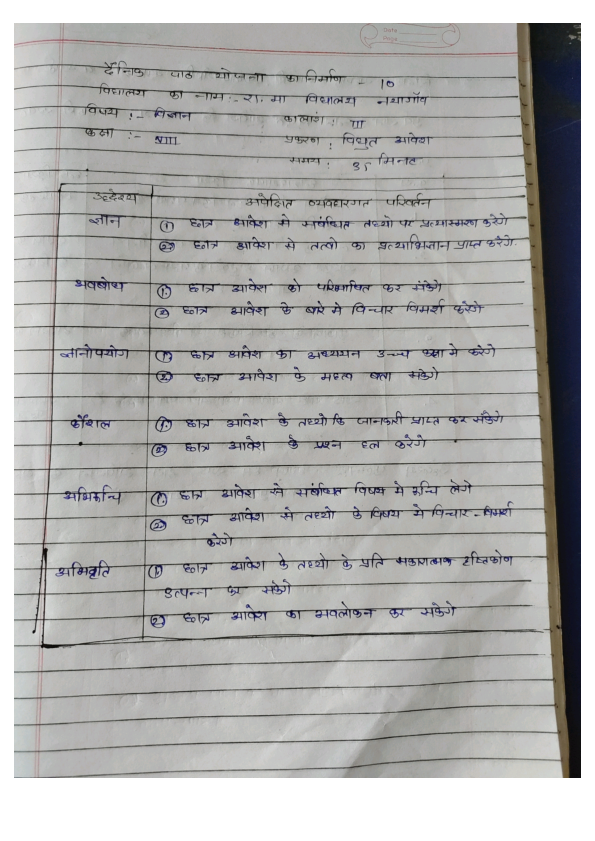 Date
Page
दैनिक पाठ योजना का निर्माण - 10
विद्यालय का नाम:- रा. मा विद्यालय नयागाँव
विषय :- विज्ञान कालांश : III
कक्षा :- VIII प्रकरण : विद्युत आवेश
समय : 35 मिनट
उद्देश्य अपेक्षित व्यवहारगत परिवर्तन
ज्ञान (1) छात्र आवेश से संबंधित तथ्यो पर प्रत्यास्मरण करेंगे
(2) छात्र आवेश से तत्वो का प्रत्याभिज्ञान प्राप्त करेंगे.
अवबोध (1) छात्र आवेश को परिभाषित कर सकेंगे
(2) छात्र आवेश के बारे मे विचार विमर्श करेंगे
ज्ञानोपयोग (1) छात्र आवेश का अध्ययन उच्च कक्षा मे करेंगे
(2) छात्र आवेश के महत्व बता सकेंगे
कौशल (1) छात्र आवेश के तथ्यो कि जानकारी प्राप्त कर सकेंगे
(2) छात्र आवेश के प्रश्न हल करेंगे
अभिरूचि (1) छात्र आवेश से संबंधित विषय मे रूचि लेगे
(2) छात्र आवेश से तथ्यो के विषय मे विचार-विमर्श
करेंगे
अभिवृति (1) छात्र आवेश के तथ्यो के प्रति सकारात्मक दृष्टिकोण
उत्पन्न कर सकेंगे
(2) छात्र आवेश का अवलोकन कर सकेंगे